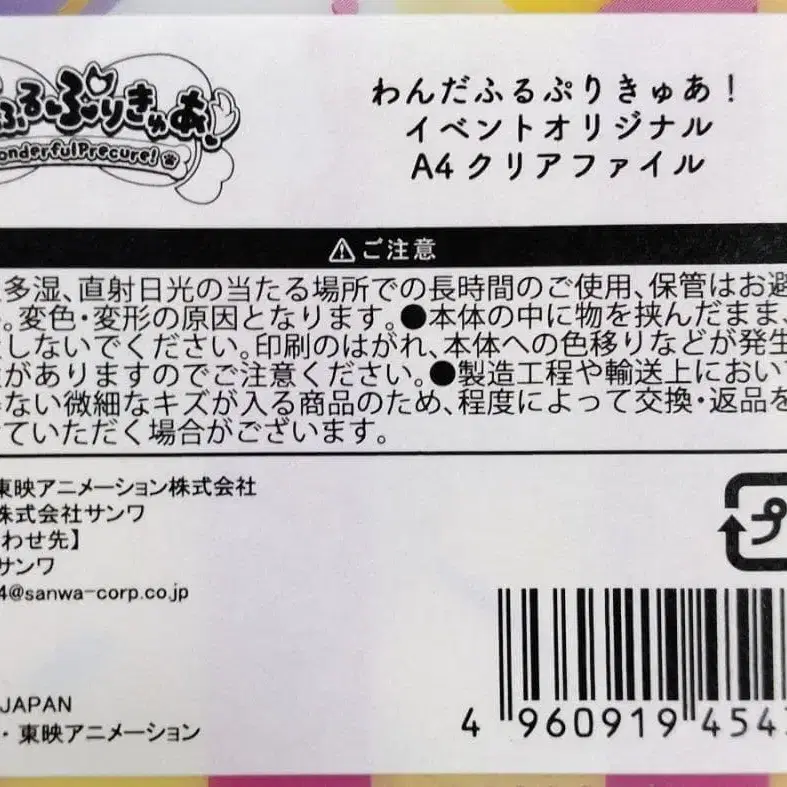 ふるぷりきゅあ!
onderfulPrecure!
わんだふるぷりきゅあ!
イベントオリジナル
A4クリアファイル
⚠ご注意
多湿、直射日光の当たる場所での長時間のご使用、保管はお避
。変色・変形の原因となります。●本体の中に物を挟んだまま、
しないでください。印刷のはがれ、本体への色移りなどが発生
がありますのでご注意ください。●製造工程や輸送上におい
ない微細なキズが入る商品のため、程度によって交換・返品を
ていただく場合がございます。
東映アニメーション株式会社
株式会社サンワ
わせ先】
サンワ
4@sanwa-corp.co.jp
プ
JAPAN
・東映アニメーション
4 960919 454